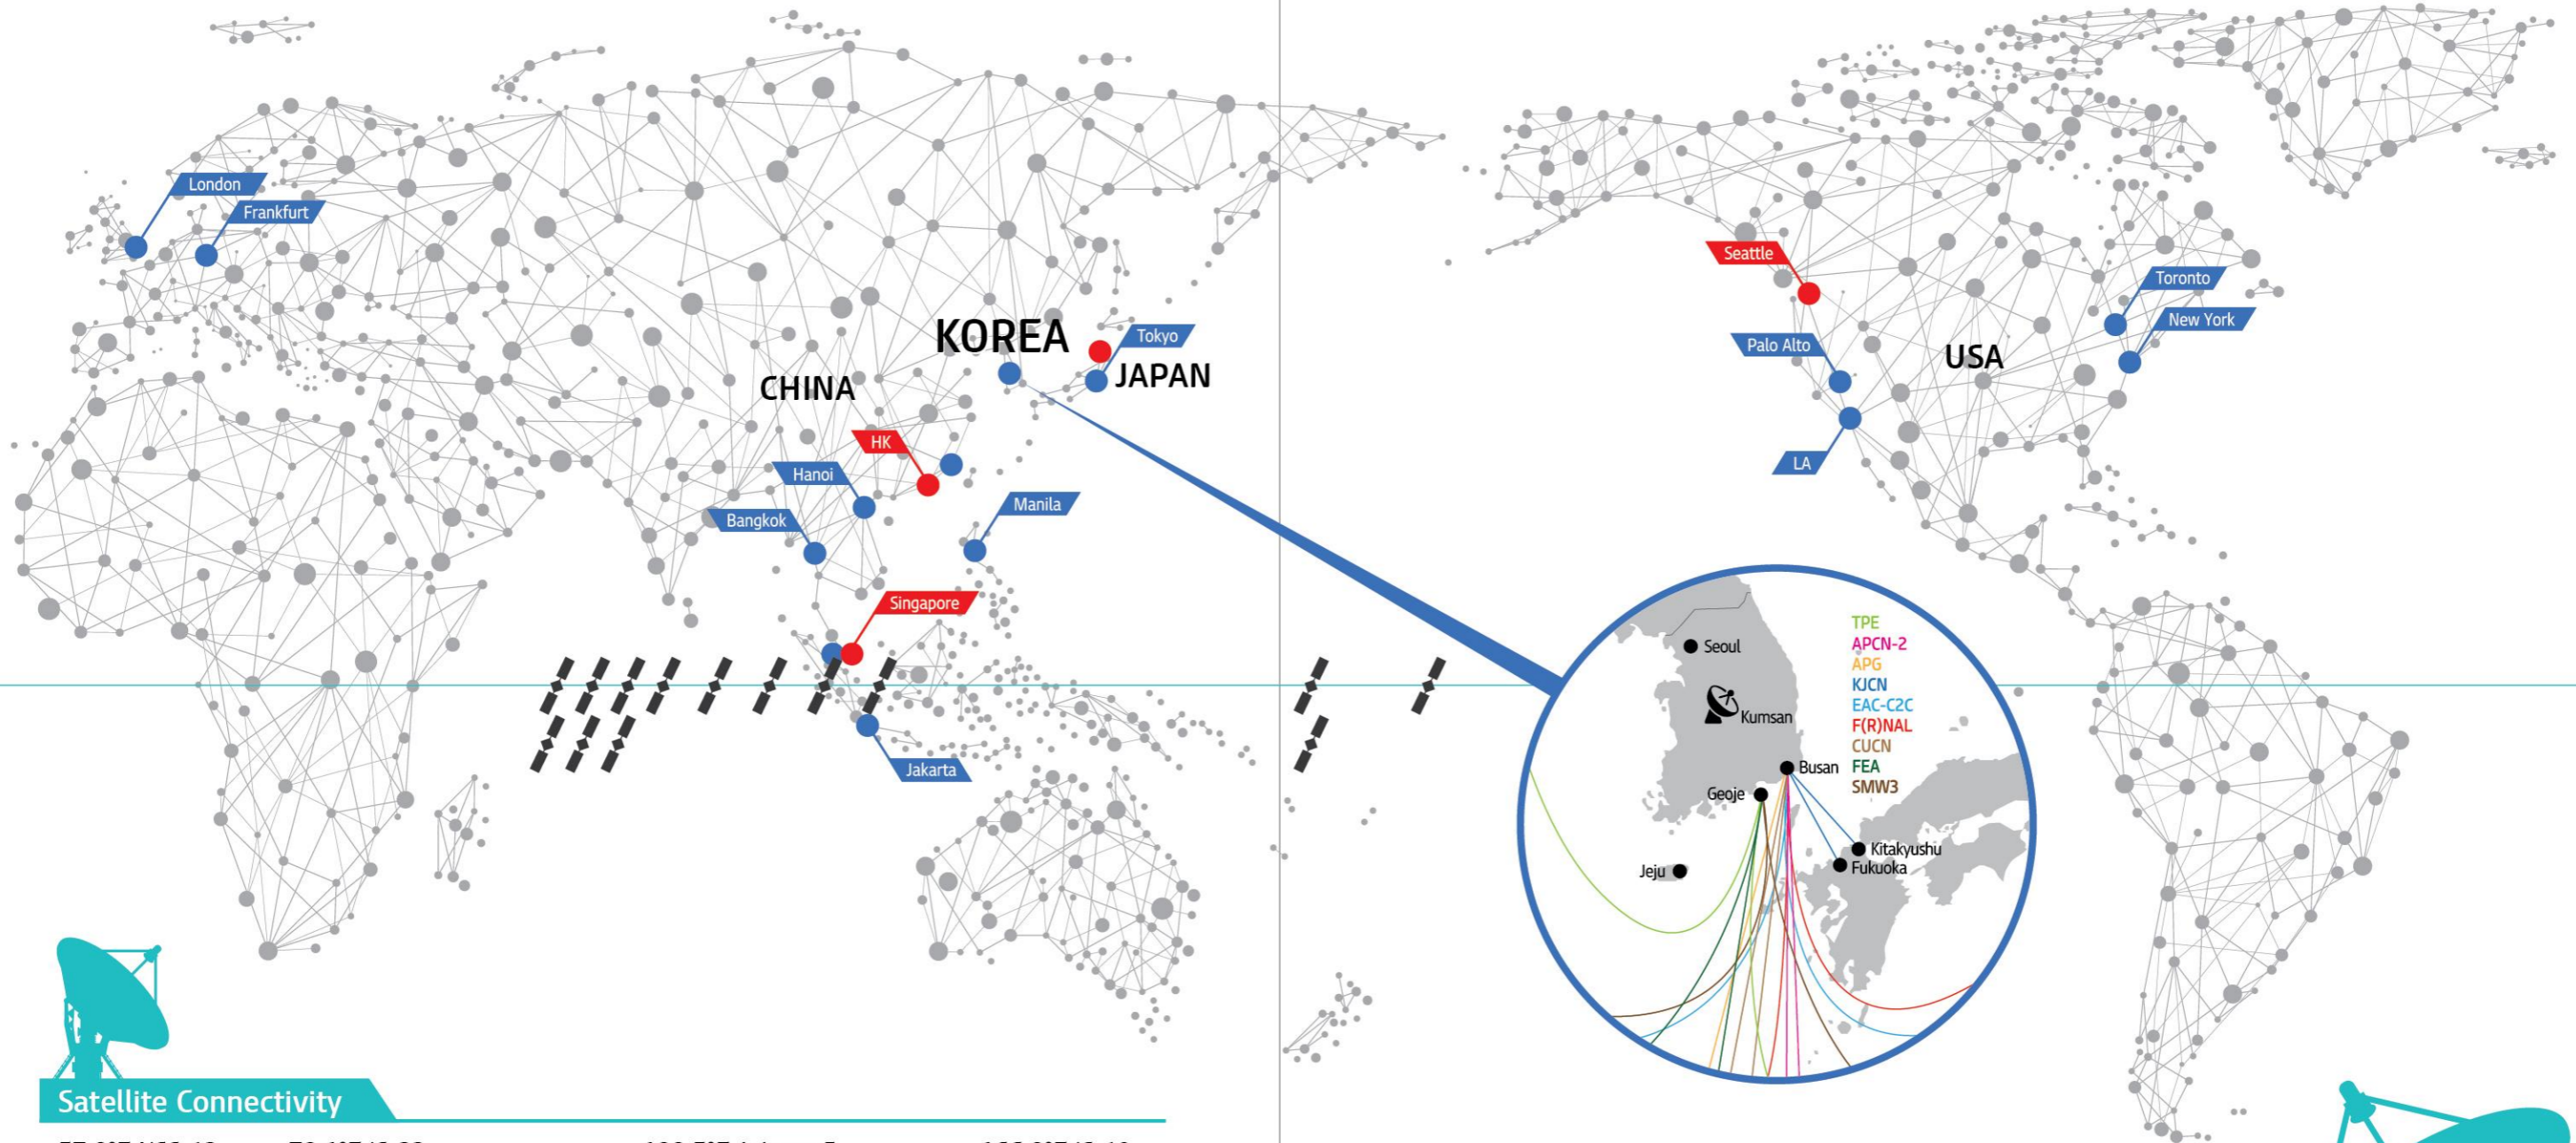 London
Frankfurt
KOREA
Tokyo
JAPAN
CHINA
HK
Hanoi
Bangkok
Manila
Singapore
Jakarta
Seattle
Palo Alto
LA
USA
Toronto
New York
Seoul
Kumsan
Busan
Geoje
Jeju
Kitakyushu
Fukuoka
TPE
APCN-2
APG
KJCN
EAC-C2C
F(R)NAL
CUCN
FEA
SMW3
Satellite Connectivity